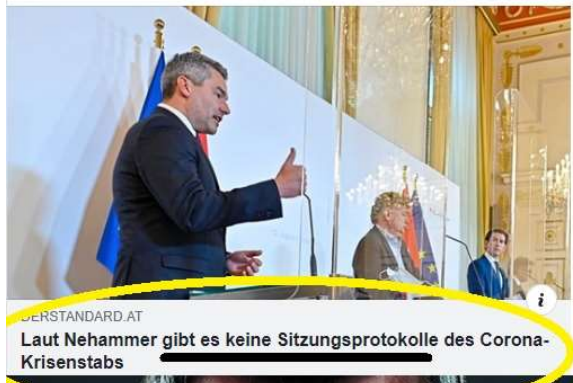 DERSTANDARD.AT
Laut Nehammer gibt es keine Sitzungsprotokolle des Corona-
Krisenstabs